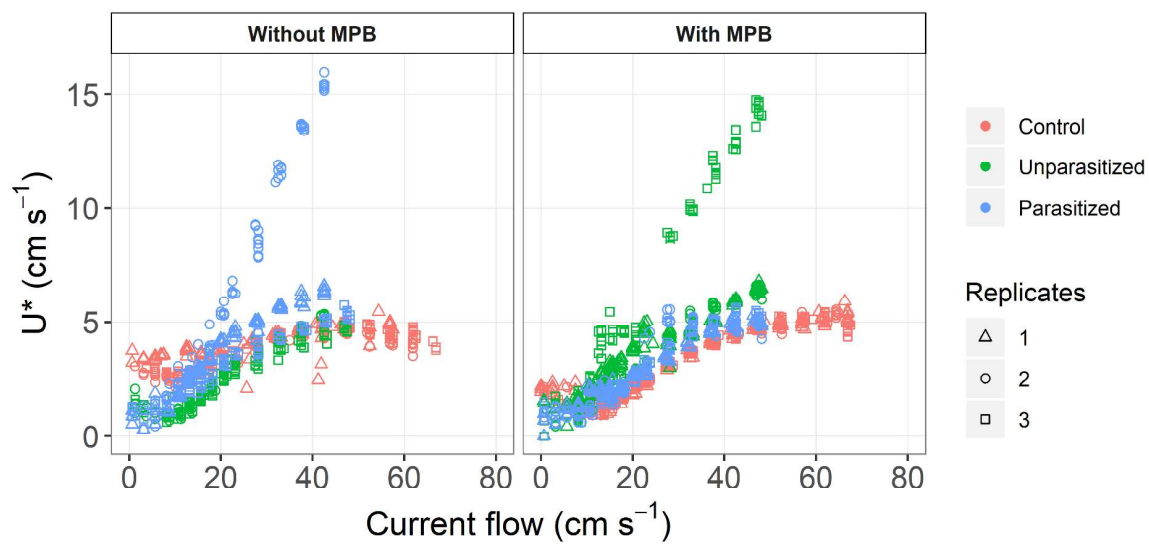 Without MPB
With MPB
15
10
5
0
U* (cm s⁻¹)
0 20 40 60 80
0 20 40 60 80
Current flow (cm s⁻¹)
Control
Unparasitized
Parasitized
Replicates
1
2
3